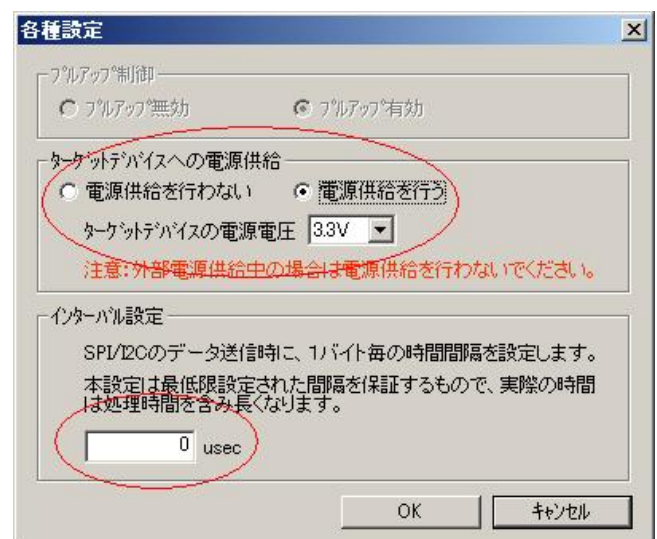 各種設定
プルアップ制御
プルアップ無効
プルアップ有効
ターゲットデバイスへの電源供給
電源供給を行わない
電源供給を行う
ターゲットデバイスの電源電圧 3.3V
注意:外部電源供給中の場合は電源供給を行わないでください。
インターバル設定
SPI/I2Cのデータ送信時に、1バイト毎の時間間隔を設定します。
本設定は最低限設定された間隔を保証するもので、実際の時間
は処理時間を含み長くなります。
0 usec
OK
キャンセル